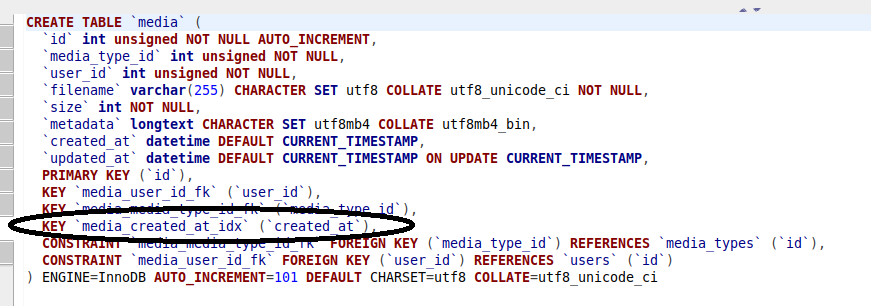 CREATE TABLE `media` (
`id` int unsigned NOT NULL AUTO_INCREMENT,
`media_type_id` int unsigned NOT NULL,
`user_id` int unsigned NOT NULL,
`filename` varchar(255) CHARACTER SET utf8 COLLATE utf8_unicode_ci NOT NULL,
`size` int NOT NULL,
`metadata` longtext CHARACTER SET utf8mb4 COLLATE utf8mb4_bin,
`created_at` datetime DEFAULT CURRENT_TIMESTAMP,
`updated_at` datetime DEFAULT CURRENT_TIMESTAMP ON UPDATE CURRENT_TIMESTAMP,
PRIMARY KEY (`id`),
KEY `media_user_id_fk` (`user_id`),
KEY `media_media_type_id_fk` (`media_type_id`),
KEY `media_created_at_idx` (`created_at`),
CONSTRAINT `media_media_type_id_fk` FOREIGN KEY (`media_type_id`) REFERENCES `media_types` (`id`),
CONSTRAINT `media_user_id_fk` FOREIGN KEY (`user_id`) REFERENCES `users` (`id`)
) ENGINE=InnoDB AUTO_INCREMENT=101 DEFAULT CHARSET=utf8 COLLATE=utf8_unicode_ci